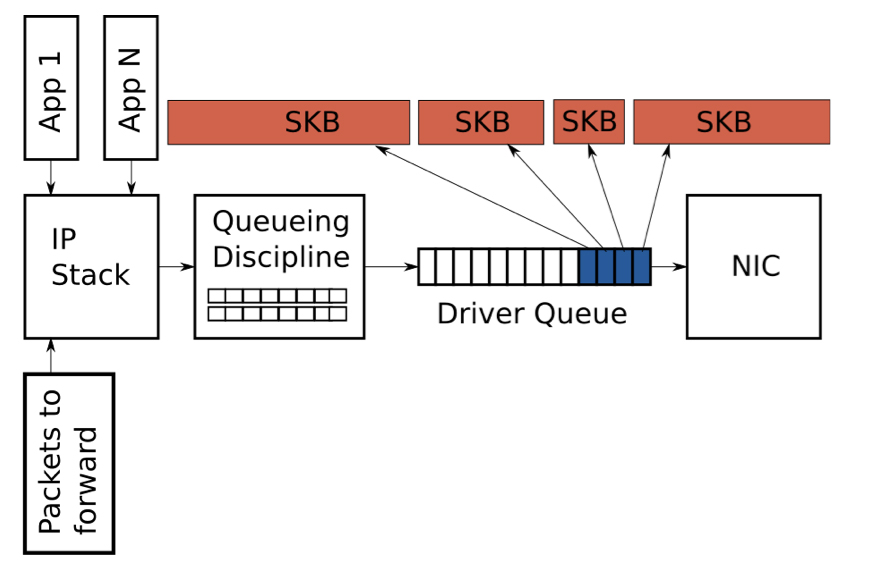 App 1
App N
SKB
SKB
SKB
SKB
IP
Stack
Queueing
Discipline
Driver Queue
NIC
Packets to
forward